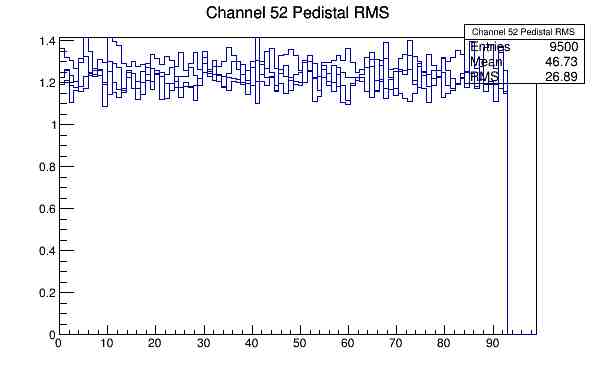 Channel 52 Pedistal RMS
Channel 52 Pedistal RMS
Entries 9500
Mean 46.73
RMS 26.89
1.4
1.2
1
0.8
0.6
0.4
0.2
0
0 10 20 30 40 50 60 70 80 90